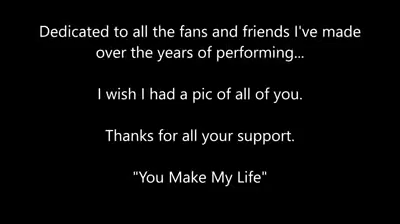 Dedicated to all the fans and friends I've made
over the years of performing...
I wish I had a pic of all of you.
Thanks for all your support.
"You Make My Life"